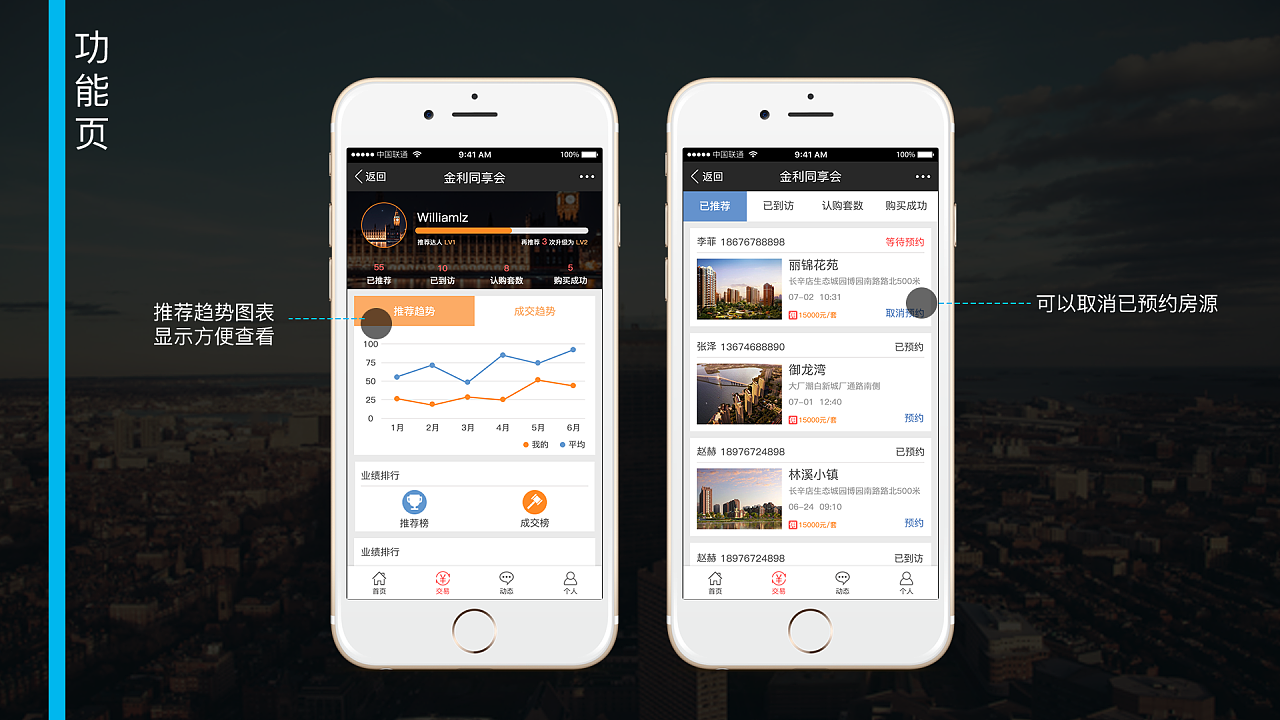 功能页
中国联通 9:41 AM 100%
返回 金利同享会
Williamlz
推荐达人 LV1 再推荐 3 次升级为 LV2
55 10 8 5
已推荐 已到访 认购套数 购买成功
推荐趋势 成交趋势
100
75
50
25
0
1月 2月 3月 4月 5月 6月
我的 平均
业绩排行
推荐榜 成交榜
业绩排行
首页 交易 动态 个人
推荐趋势图表
显示方便查看
中国联通 9:41 AM 100%
返回 金利同享会
已推荐 已到访 认购套数 购买成功
李菲 18676788898 等待预约
丽锦花苑
长辛店生态城园博园南路路北500米
07-02 10:31
佣 15000元/套 取消预约
张泽 13674688890 已预约
御龙湾
大厂潮白新城厂通路南侧
07-01 12:40
佣 15000元/套 预约
赵赫 18976724898 已预约
林溪小镇
长辛店生态城园博园南路路北500米
06-24 09:10
佣 15000元/套 预约
赵赫 18976724898 已到访
首页 交易 动态 个人
可以取消已预约房源